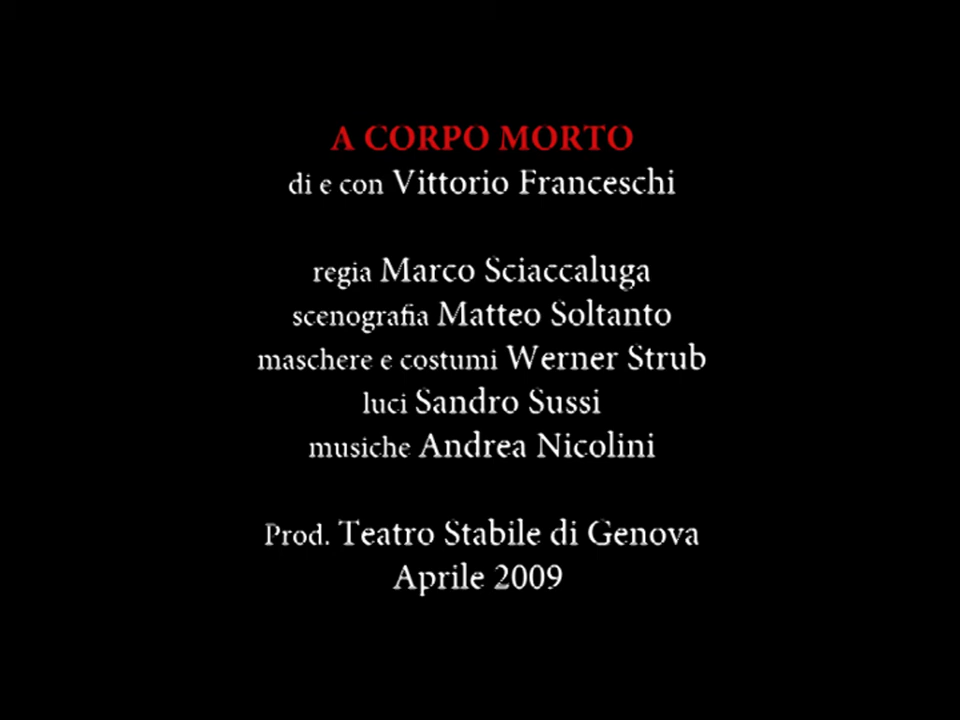 A CORPO MORTO
di e con Vittorio Franceschi
regia Marco Sciaccaluga
scenografia Matteo Soltanto
maschere e costumi Werner Strub
luci Sandro Sussi
musiche Andrea Nicolini
Prod. Teatro Stabile di Genova
Aprile 2009